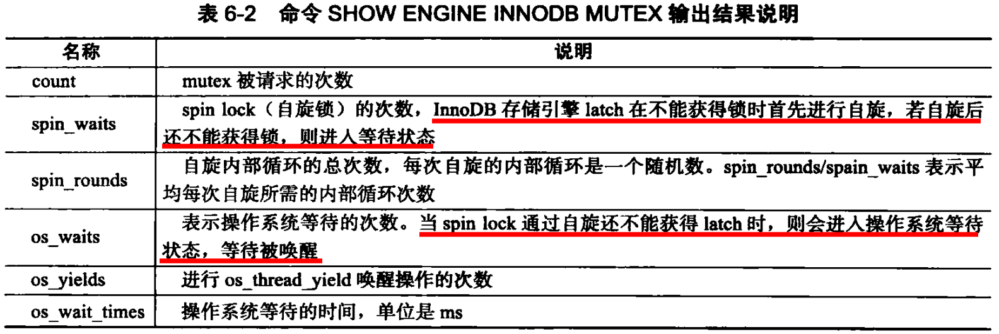 表 6-2 命令 SHOW ENGINE INNODB MUTEX 输出结果说明
名称 说明
count mutex 被请求的次数
spin_waits spin lock（自旋锁）的次数，InnoDB 存储引擎 latch 在不能获得锁时首先进行自旋，若自旋后
还不能获得锁，则进入等待状态
spin_rounds 自旋内部循环的总次数，每次自旋的内部循环是一个随机数。spin_rounds/spain_waits 表示平
均每次自旋所需的内部循环次数
os_waits 表示操作系统等待的次数。当 spin lock 通过自旋还不能获得 latch 时，则会进入操作系统等待
状态，等待被唤醒
os_yields 进行 os_thread_yield 唤醒操作的次数
os_wait_times 操作系统等待的时间，单位是 ms